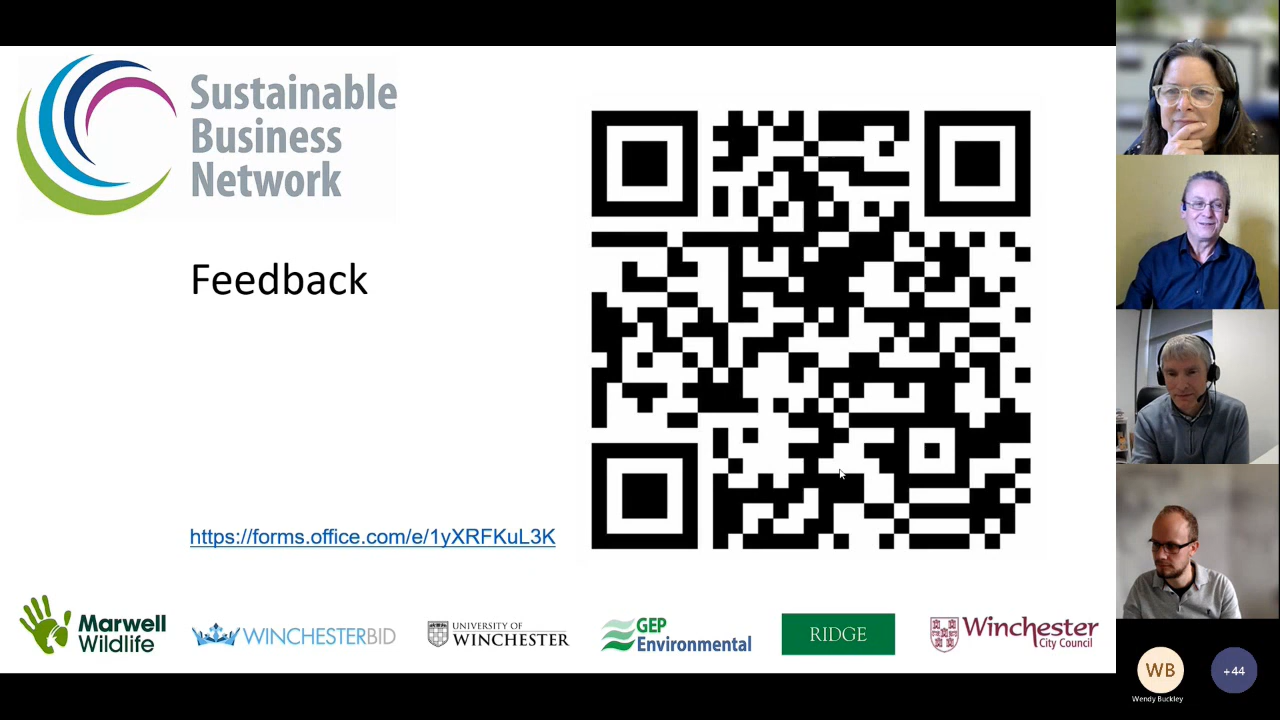 Sustainable
Business
Network
Feedback
https://forms.office.com/e/1yXRFKuL3K
Marwell
Wildlife
WINCHESTERBID
UNIVERSITY OF
WINCHESTER
GEP
Environmental
RIDGE
Winchester
City Council
WB
+44
Wendy Buckley